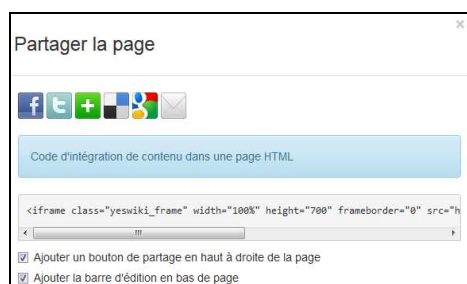 Partager la page
Code d'intégration de contenu dans une page HTML
<iframe class="yeswiki_frame" width="100%" height="700" frameborder="0" src="h
Ajouter un bouton de partage en haut à droite de la page
Ajouter la barre d'édition en bas de page